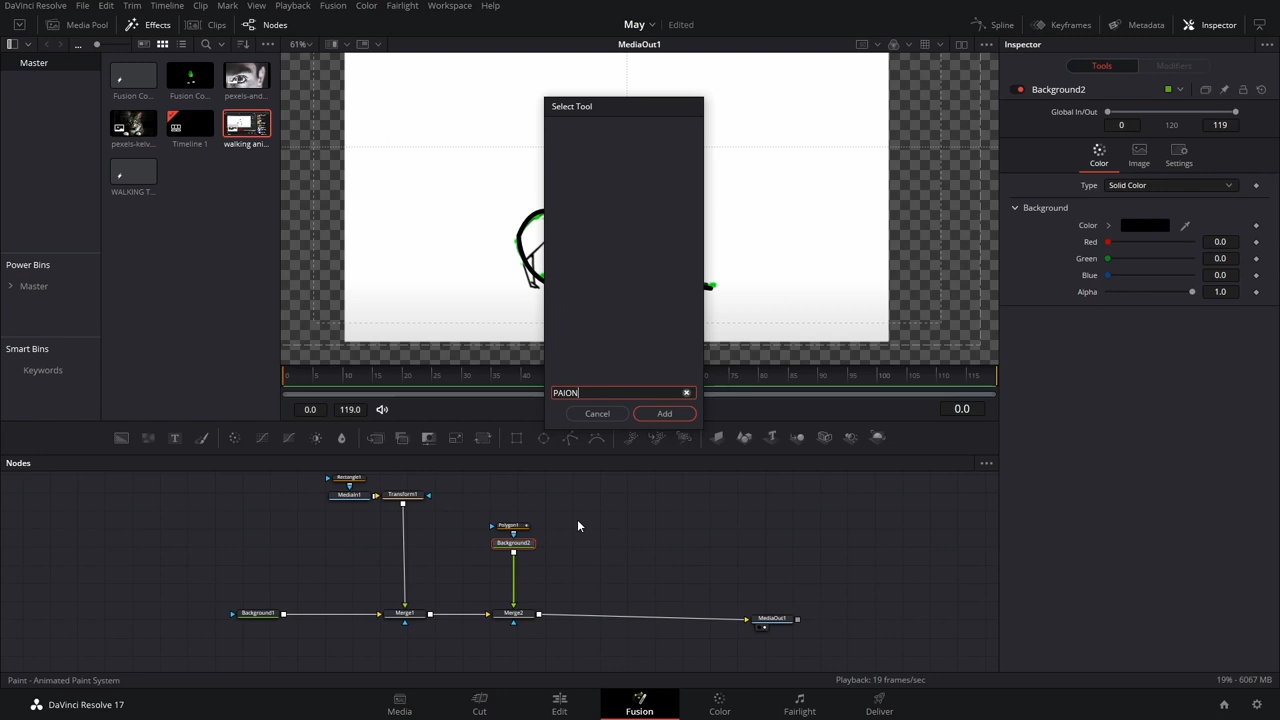 DaVinci Resolve File Edit Trim Timeline Clip Mark View Playback Fusion Color Fairlight Workspace Help
Media Pool Effects Clips Nodes May Edited Spline Keyframes Metadata Inspector
... 61% MediaOut1 Inspector
Master
Fusion Co... Fusion Co... pexels-and...
pexels-kelv... Timeline 1 walking ani...
WALKING T...
Power Bins
Master
Smart Bins
Keywords
Select Tool
PAION
Cancel Add
Tools Modifiers
Background2
Global In/Out
0 120 119
Color Image Settings
Type Solid Color
Background
Color
Red 0.0
Green 0.0
Blue 0.0
Alpha 1.0
0 5 10 15 20 25 30 35 40 75 80 85 90 95 100 105 110 115
0.0 119.0 0.0
Nodes
Rectangle1
MediaIn1 Transform1
Polygon1
Background2
Background1 Merge1 Merge2 MediaOut1
Paint - Animated Paint System Playback: 19 frames/sec 19% - 6067 MB
DaVinci Resolve 17 Media Cut Edit Fusion Color Fairlight Deliver